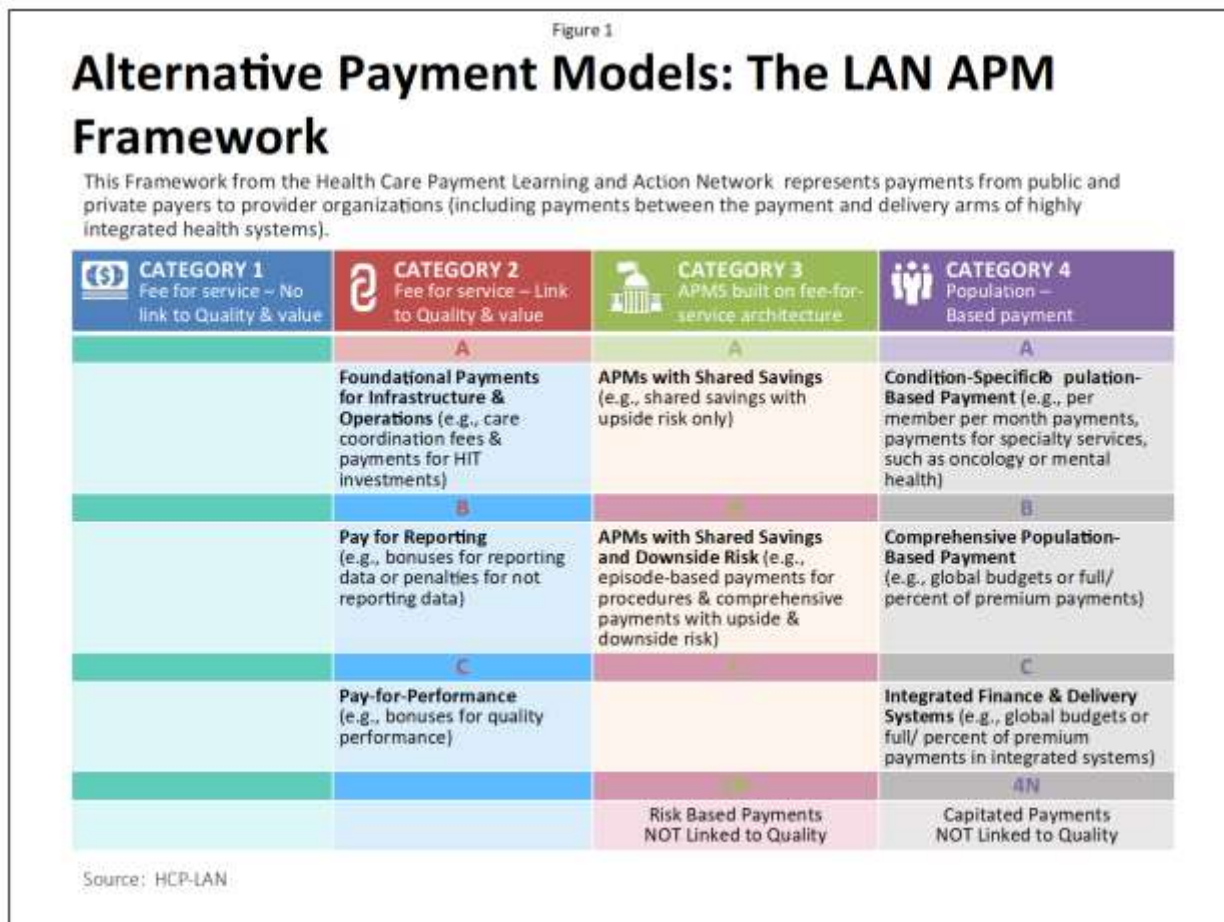 Figure 1
Alternative Payment Models: The LAN APM
Framework
This Framework from the Health Care Payment Learning and Action Network represents payments from public and
private payers to provider organizations (including payments between the payment and delivery arms of highly
integrated health systems).
CATEGORY 1
Fee for service – No
link to Quality & value
CATEGORY 2
Fee for service – Link
to Quality & value
CATEGORY 3
APMS built on fee-for-
service architecture
CATEGORY 4
Population –
Based payment
A
A
A
Foundational Payments
for Infrastructure &
Operations (e.g., care
coordination fees &
payments for HIT
investments)
APMs with Shared Savings
(e.g., shared savings with
upside risk only)
Condition-Specific Population-
Based Payment (e.g., per
member per month payments,
payments for specialty services,
such as oncology or mental
health)
B
B
Pay for Reporting
(e.g., bonuses for reporting
data or penalties for not
reporting data)
APMs with Shared Savings
and Downside Risk (e.g.,
episode-based payments for
procedures & comprehensive
payments with upside &
downside risk)
Comprehensive Population-
Based Payment
(e.g., global budgets or full/
percent of premium payments)
C
C
Pay-for-Performance
(e.g., bonuses for quality
performance)
Integrated Finance & Delivery
Systems (e.g., global budgets or
full/ percent of premium
payments in integrated systems)
4N
Risk Based Payments
NOT Linked to Quality
Capitated Payments
NOT Linked to Quality
Source: HCP-LAN